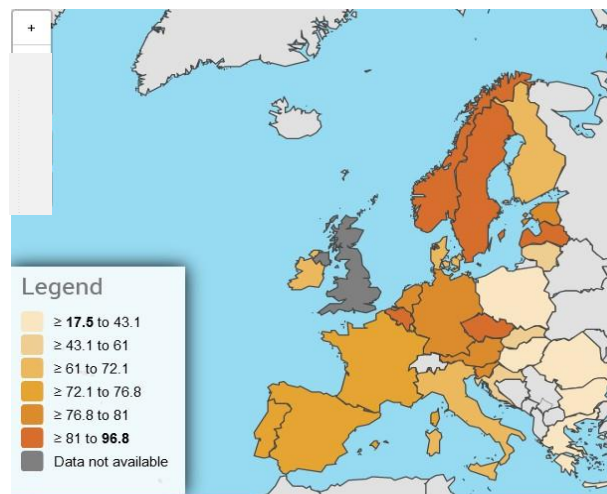 +
Legend
≥ 17.5 to 43.1
≥ 43.1 to 61
≥ 61 to 72.1
≥ 72.1 to 76.8
≥ 76.8 to 81
≥ 81 to 96.8
Data not available